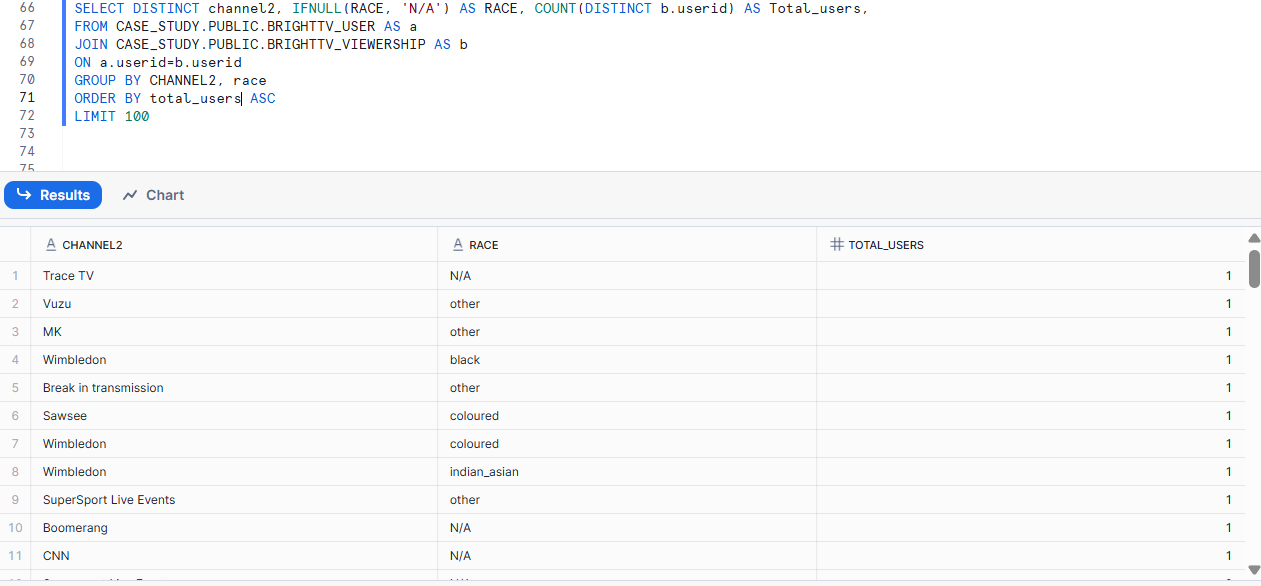 66 SELECT DISTINCT channel2, IFNULL(RACE, 'N/A') AS RACE, COUNT(DISTINCT b.userid) AS Total_users,
67 FROM CASE_STUDY.PUBLIC.BRIGHTTV_USER AS a
68 JOIN CASE_STUDY.PUBLIC.BRIGHTTV_VIEWERSHIP AS b
69 ON a.userid=b.userid
70 GROUP BY CHANNEL2, race
71 ORDER BY total_users ASC
72 LIMIT 100
73
74
75
Results Chart
CHANNEL2 RACE TOTAL_USERS
1 Trace TV N/A 1
2 Vuzu other 1
3 MK other 1
4 Wimbledon black 1
5 Break in transmission other 1
6 Sawsee coloured 1
7 Wimbledon coloured 1
8 Wimbledon indian_asian 1
9 SuperSport Live Events other 1
10 Boomerang N/A 1
11 CNN N/A 1